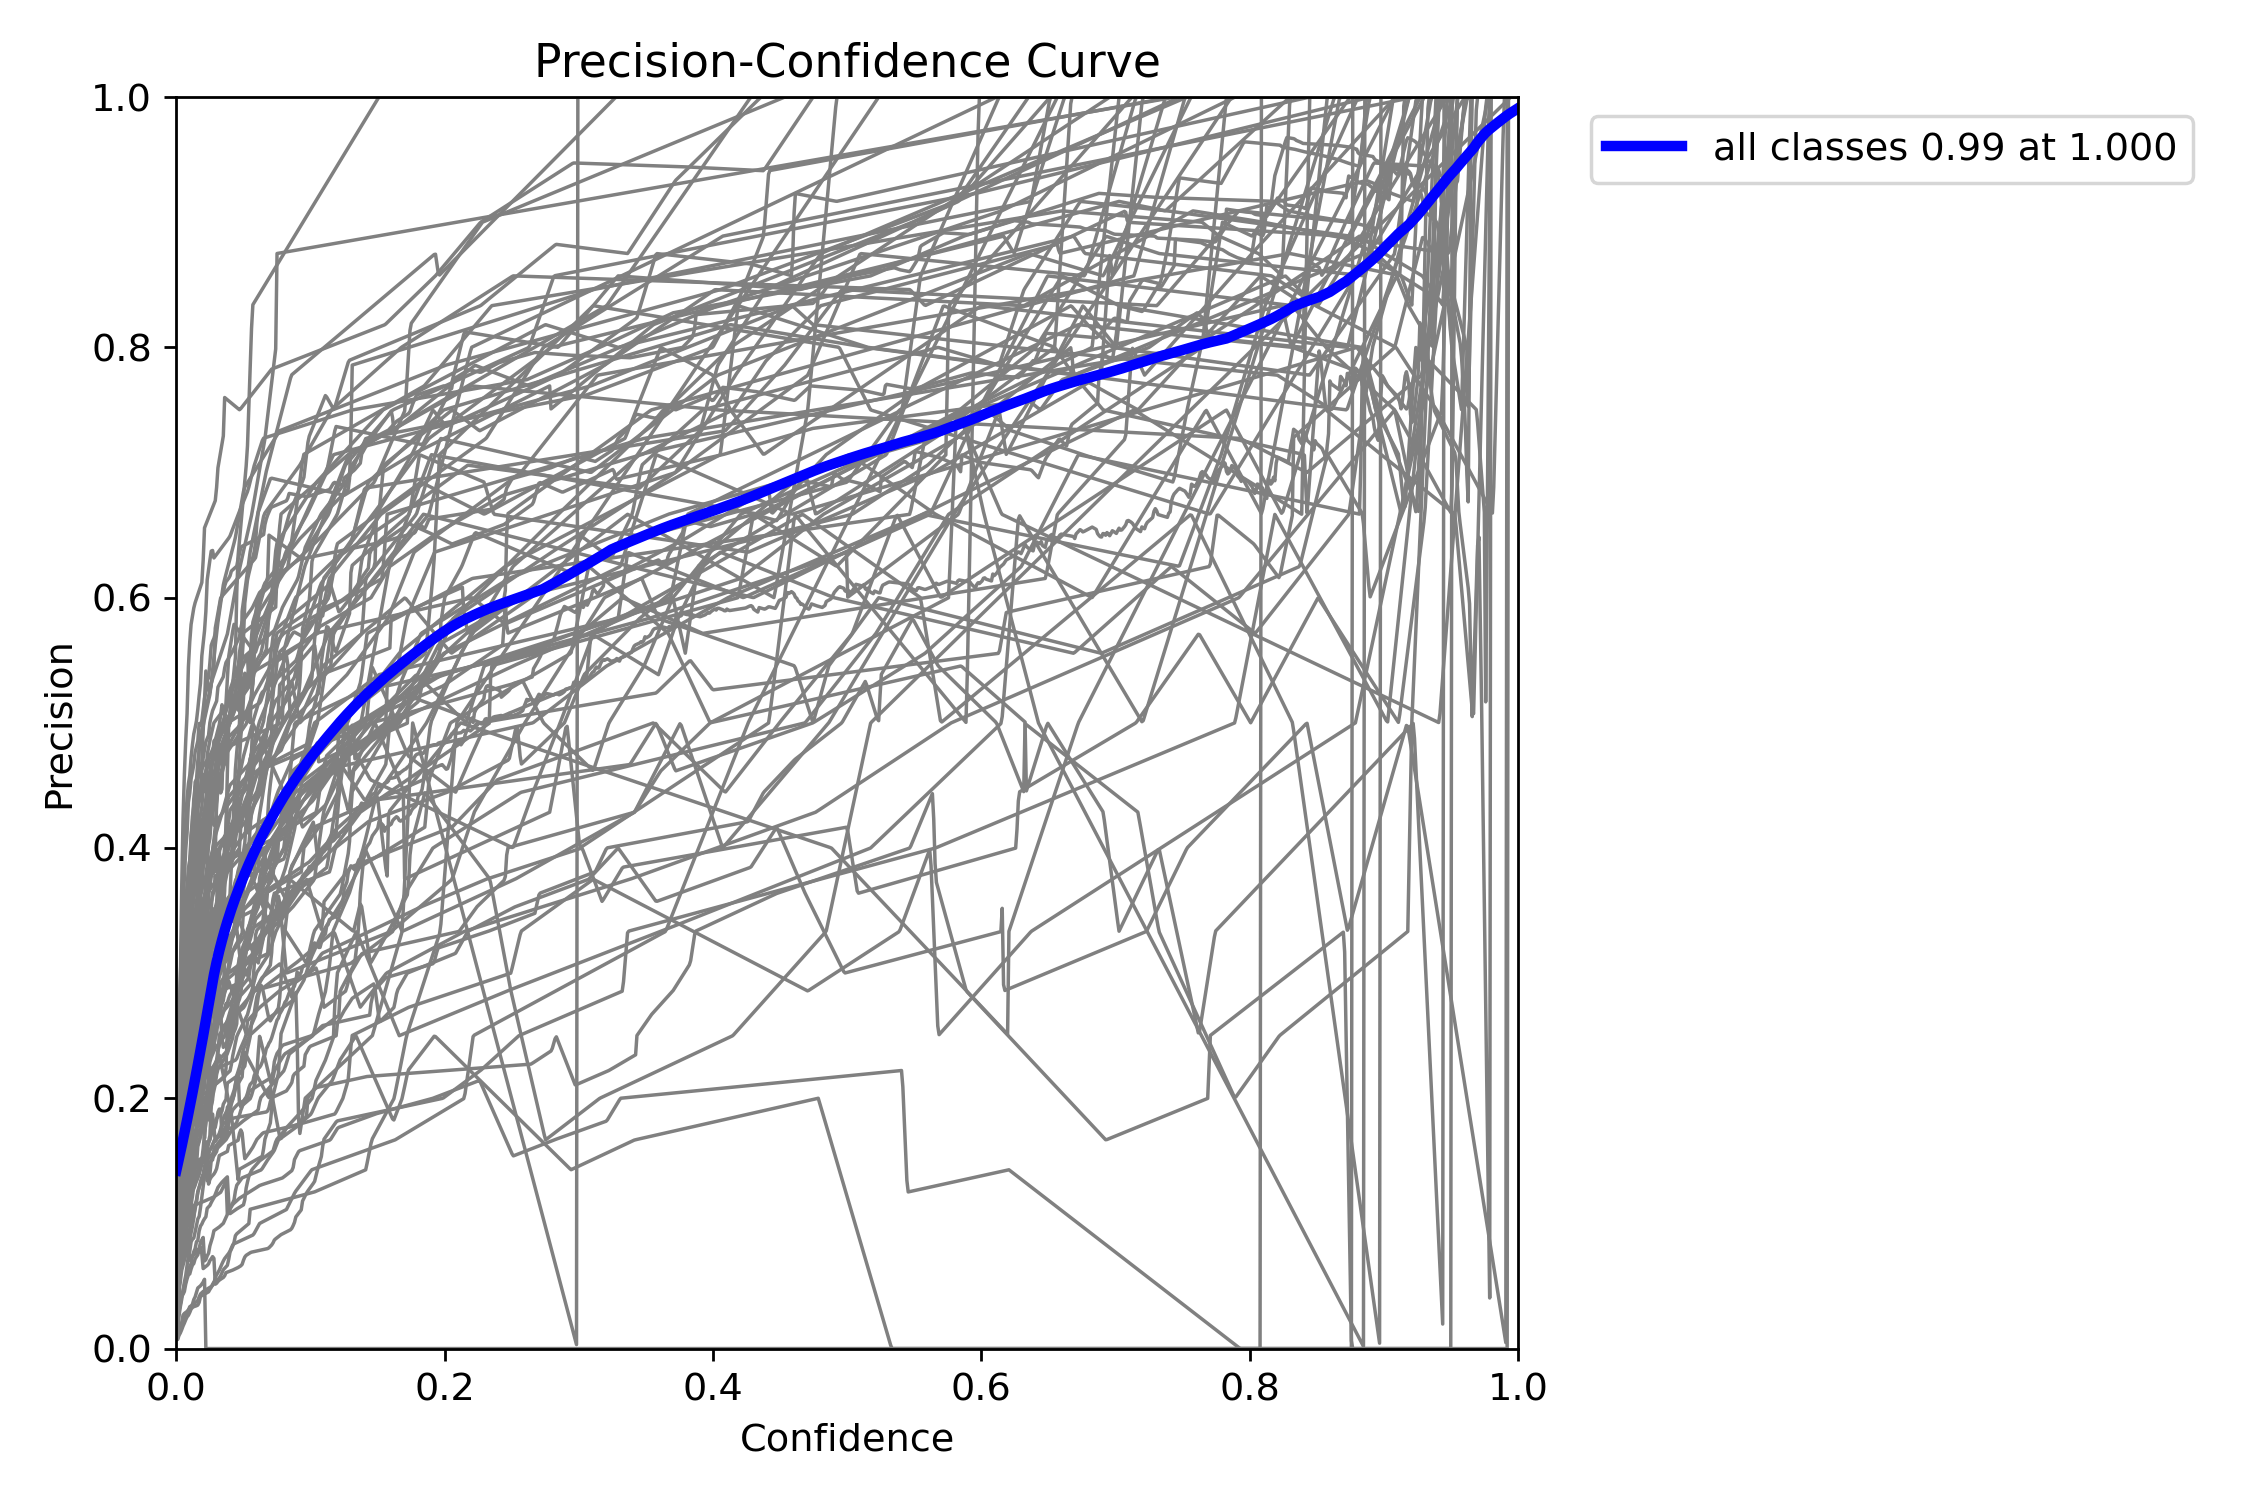 Precision-Confidence Curve
all classes 0.99 at 1.000
Precision
1.0
0.8
0.6
0.4
0.2
0.0
0.0 0.2 0.4 0.6 0.8 1.0
Confidence